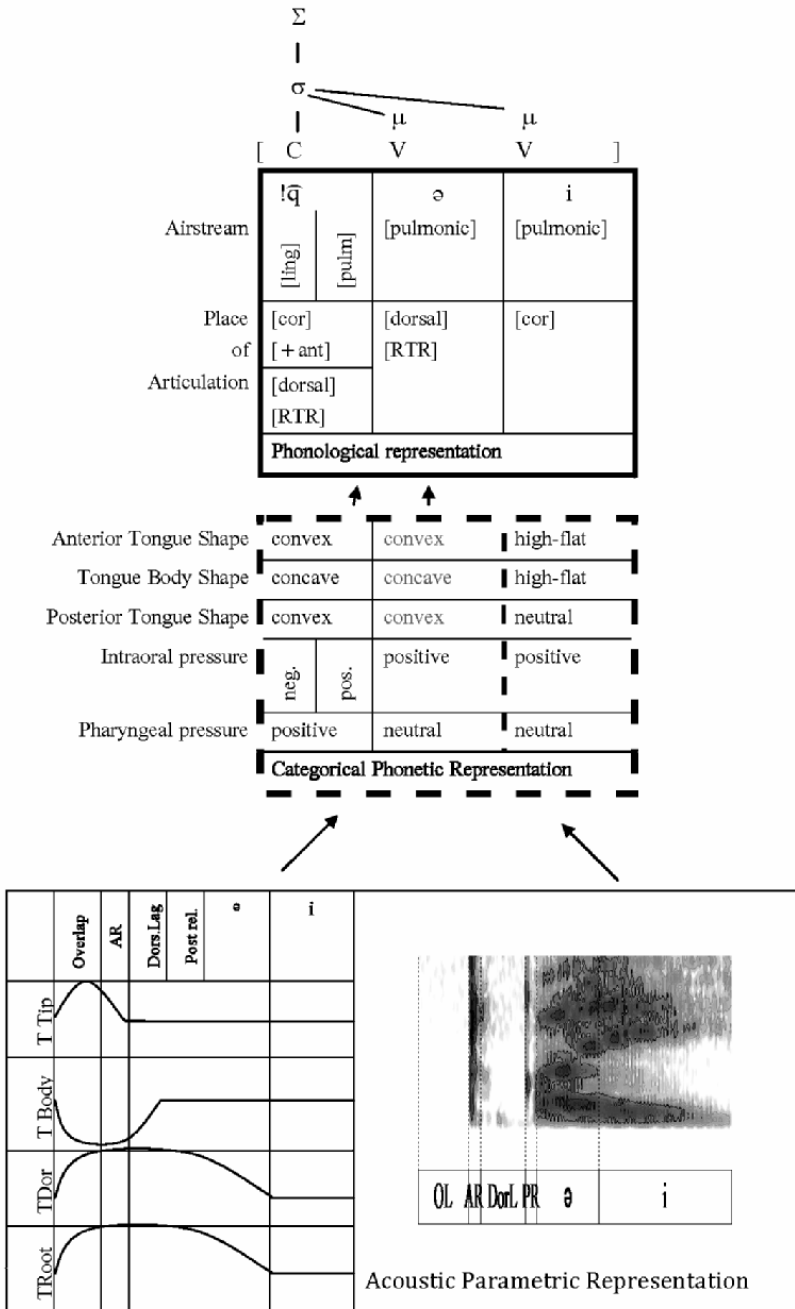 Σ
σ
μ μ
[ C V V ]
!q͡ ə i
Airstream [ling] [pulm] [pulmonic] [pulmonic]
Place [cor] [dorsal] [cor]
of [+ant] [RTR]
Articulation [dorsal]
[RTR]
Phonological representation
Anterior Tongue Shape convex convex high-flat
Tongue Body Shape concave concave high-flat
Posterior Tongue Shape convex convex neutral
Intraoral pressure neg. pos. positive positive
Pharyngeal pressure positive neutral neutral
Categorical Phonetic Representation
Overlap AR Dors.Lag Post rel. ə i
T Tip
T Body
TDor
TRoot
OL AR DorL PR ə i
Acoustic Parametric Representation